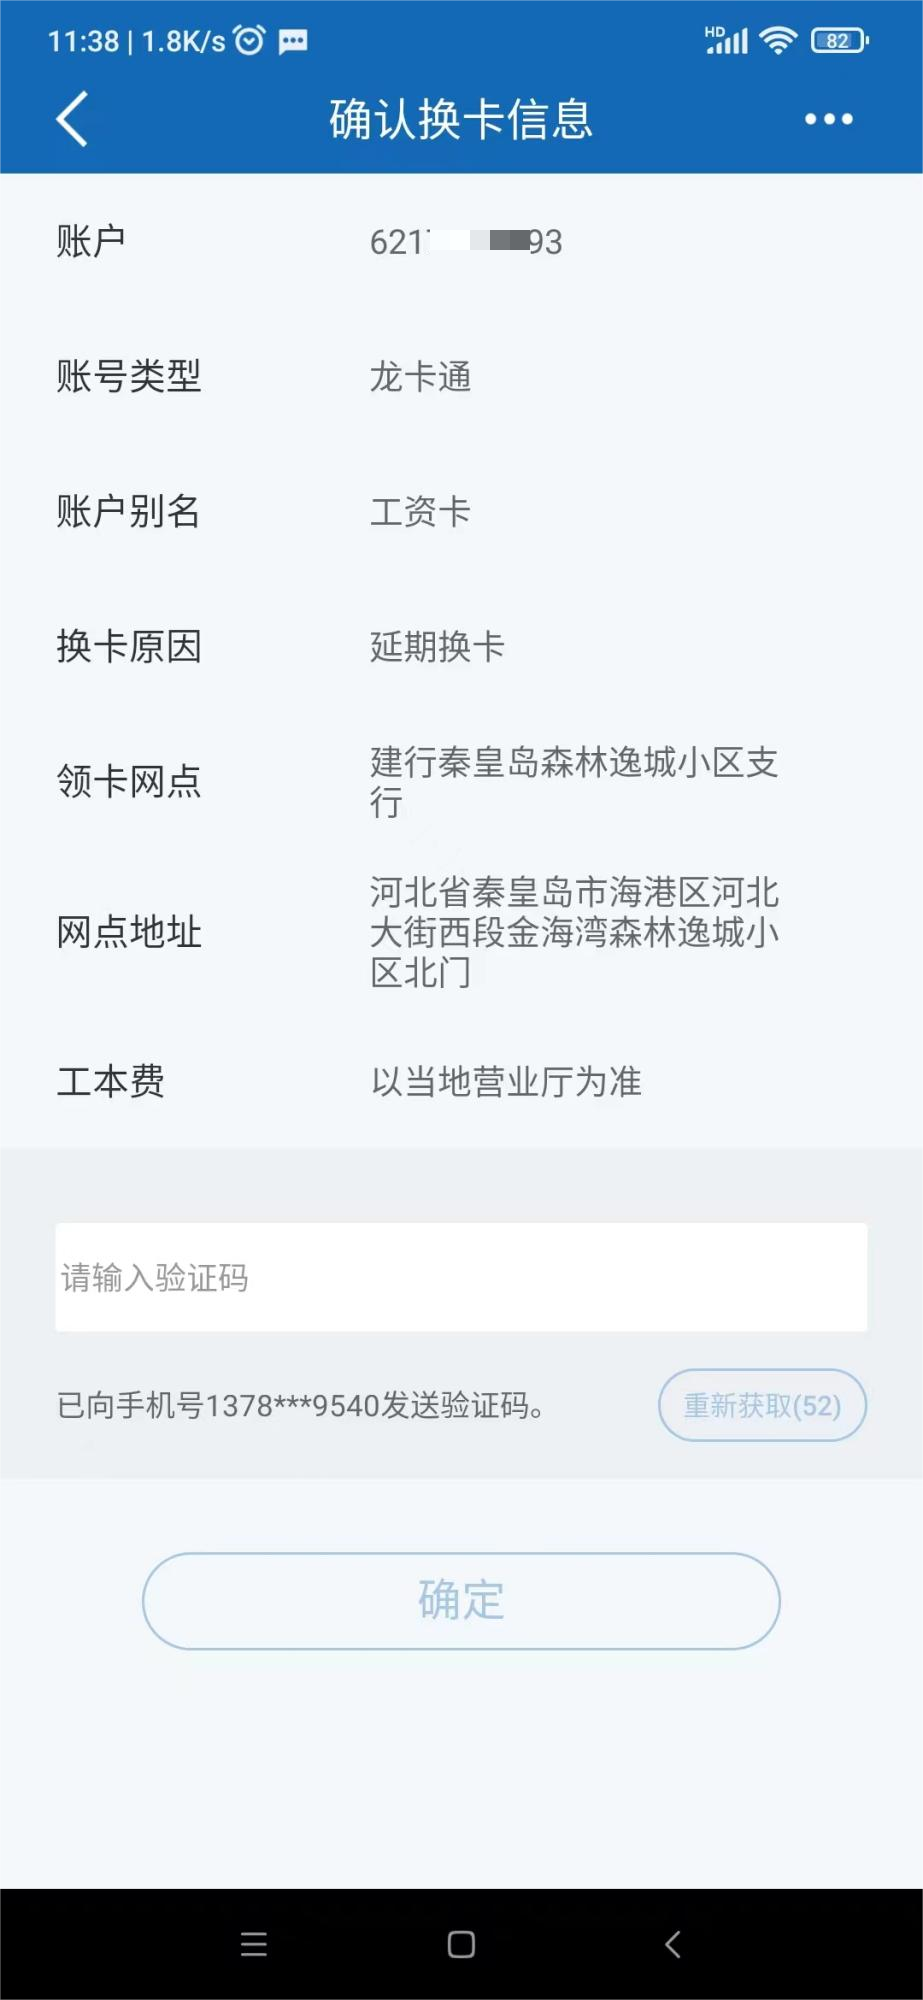 11:38 | 1.8K/s
HD
82
确认换卡信息
账户
621 93
账号类型
龙卡通
账户别名
工资卡
换卡原因
延期换卡
领卡网点
建行秦皇岛森林逸城小区支
行
网点地址
河北省秦皇岛市海港区河北
大街西段金海湾森林逸城小
区北门
工本费
以当地营业厅为准
请输入验证码
已向手机号1378***9540发送验证码。
重新获取(52)
确定